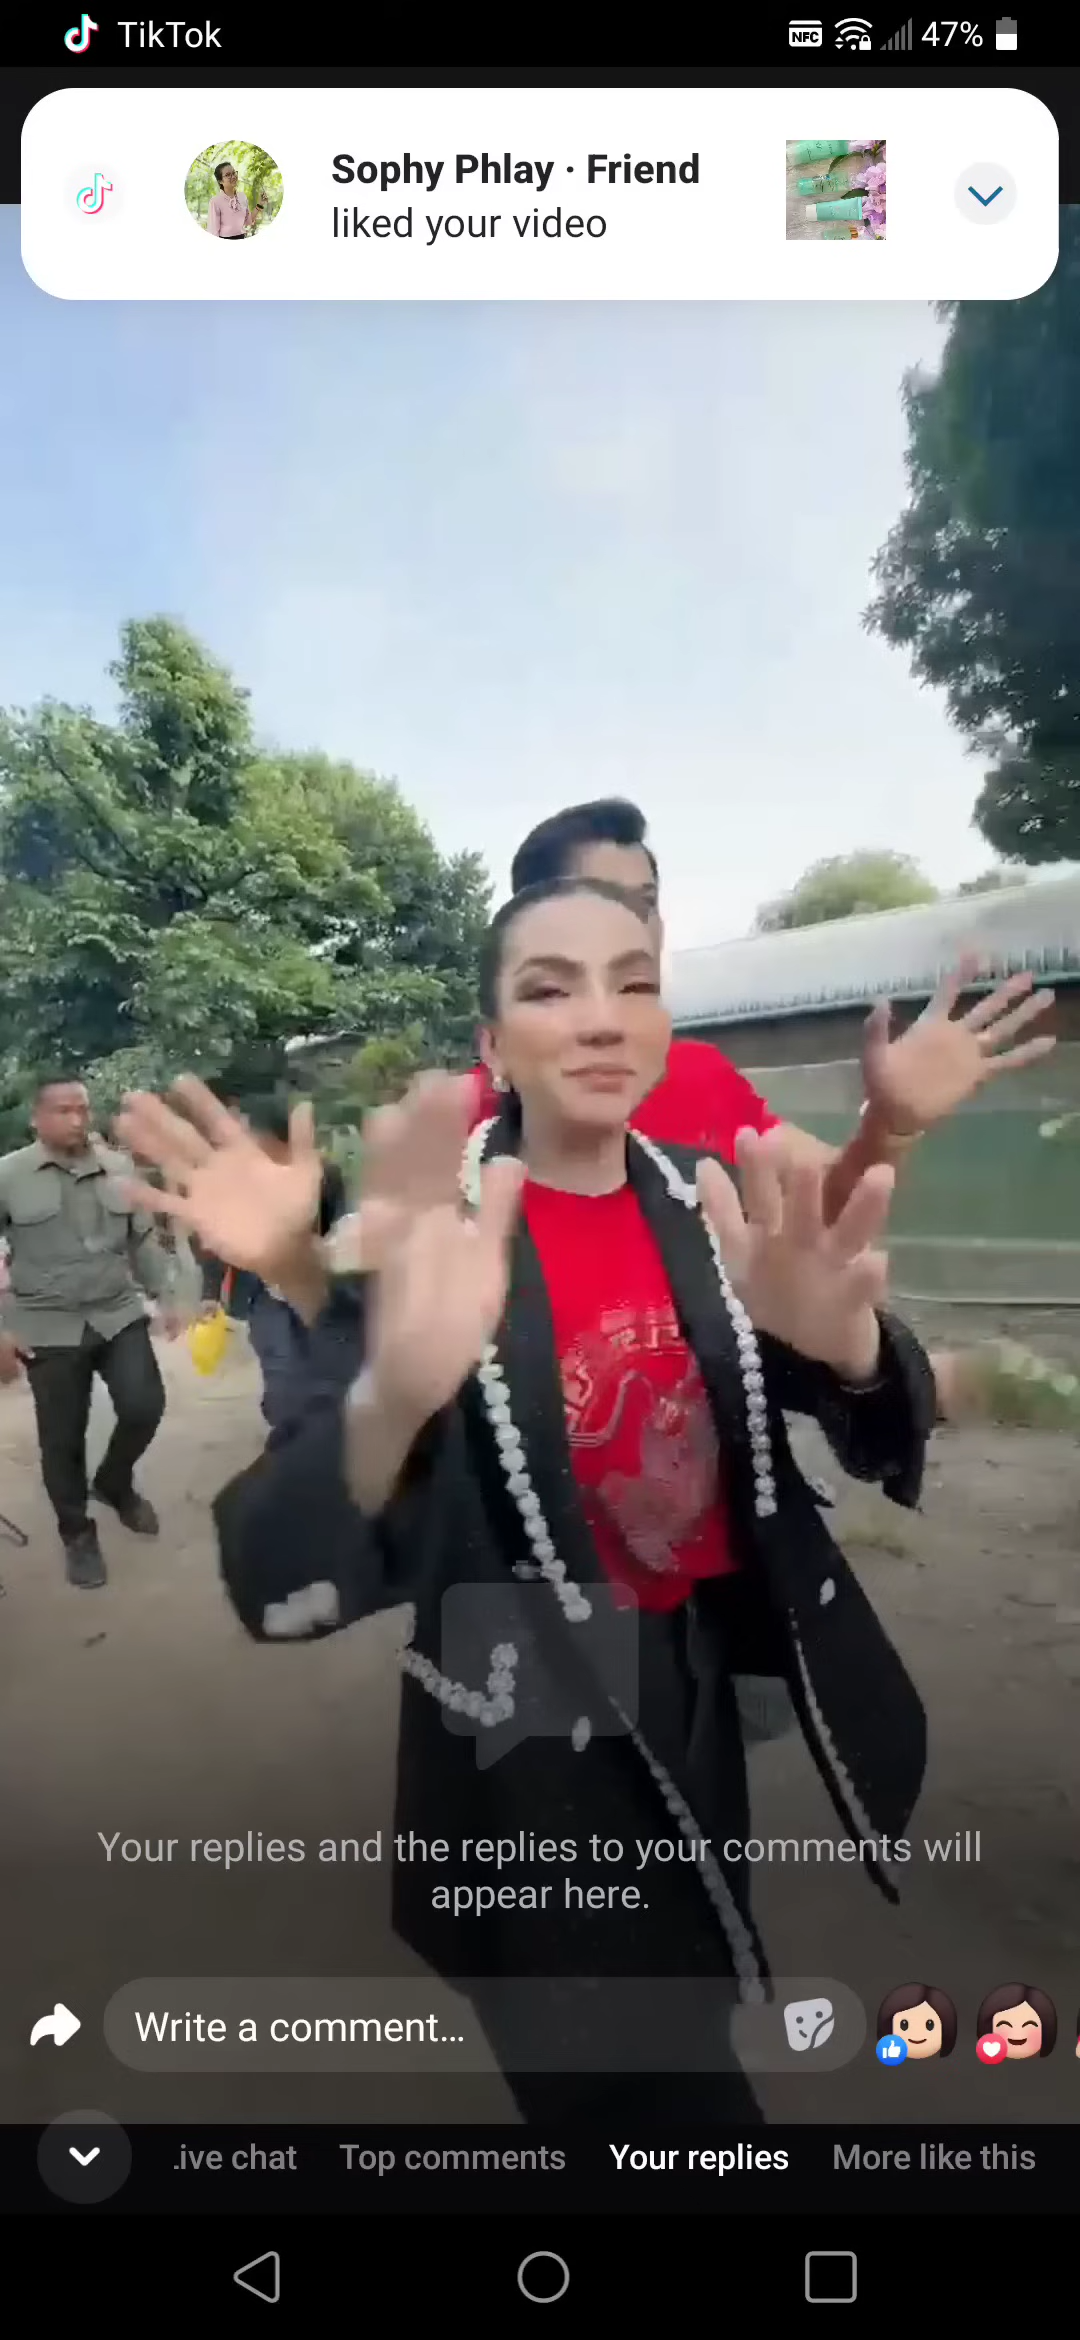 TikTok
NFC
47%
Sophy Phlay · Friend
liked your video
Your replies and the replies to your comments will
appear here.
Write a comment...
.ive chat
Top comments
Your replies
More like this